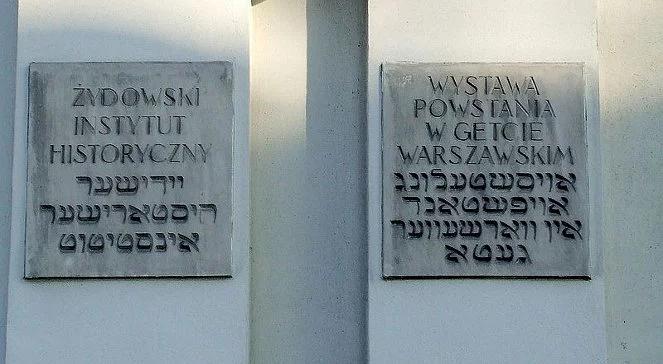 ŻYDOWSKI
INSTYTUT
HISTORYCZNY
יידישער
היסטארישער
אינסטיטוט
WYSTAWA
POWSTANIA
W GETCIE
WARSZAWSKIM
אויסשטעלונג
אויפשטאנד
אין ווארשעווער
געטא